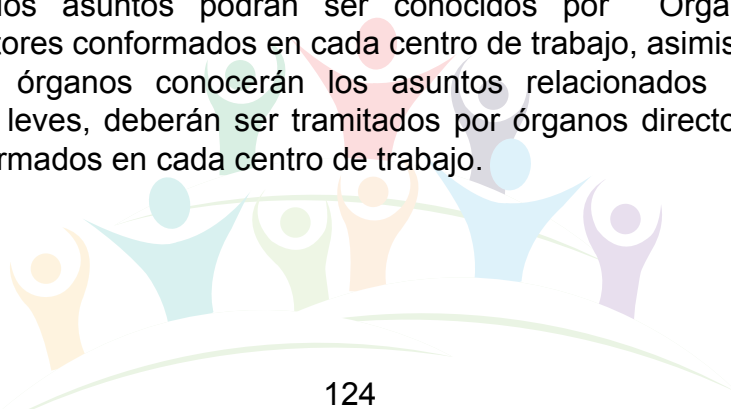 los asuntos podrán ser conocidos por Orga
tores conformados en cada centro de trabajo, asimis
órganos conocerán los asuntos relacionados
leves, deberán ser tramitados por órganos directo
rmados en cada centro de trabajo.
124